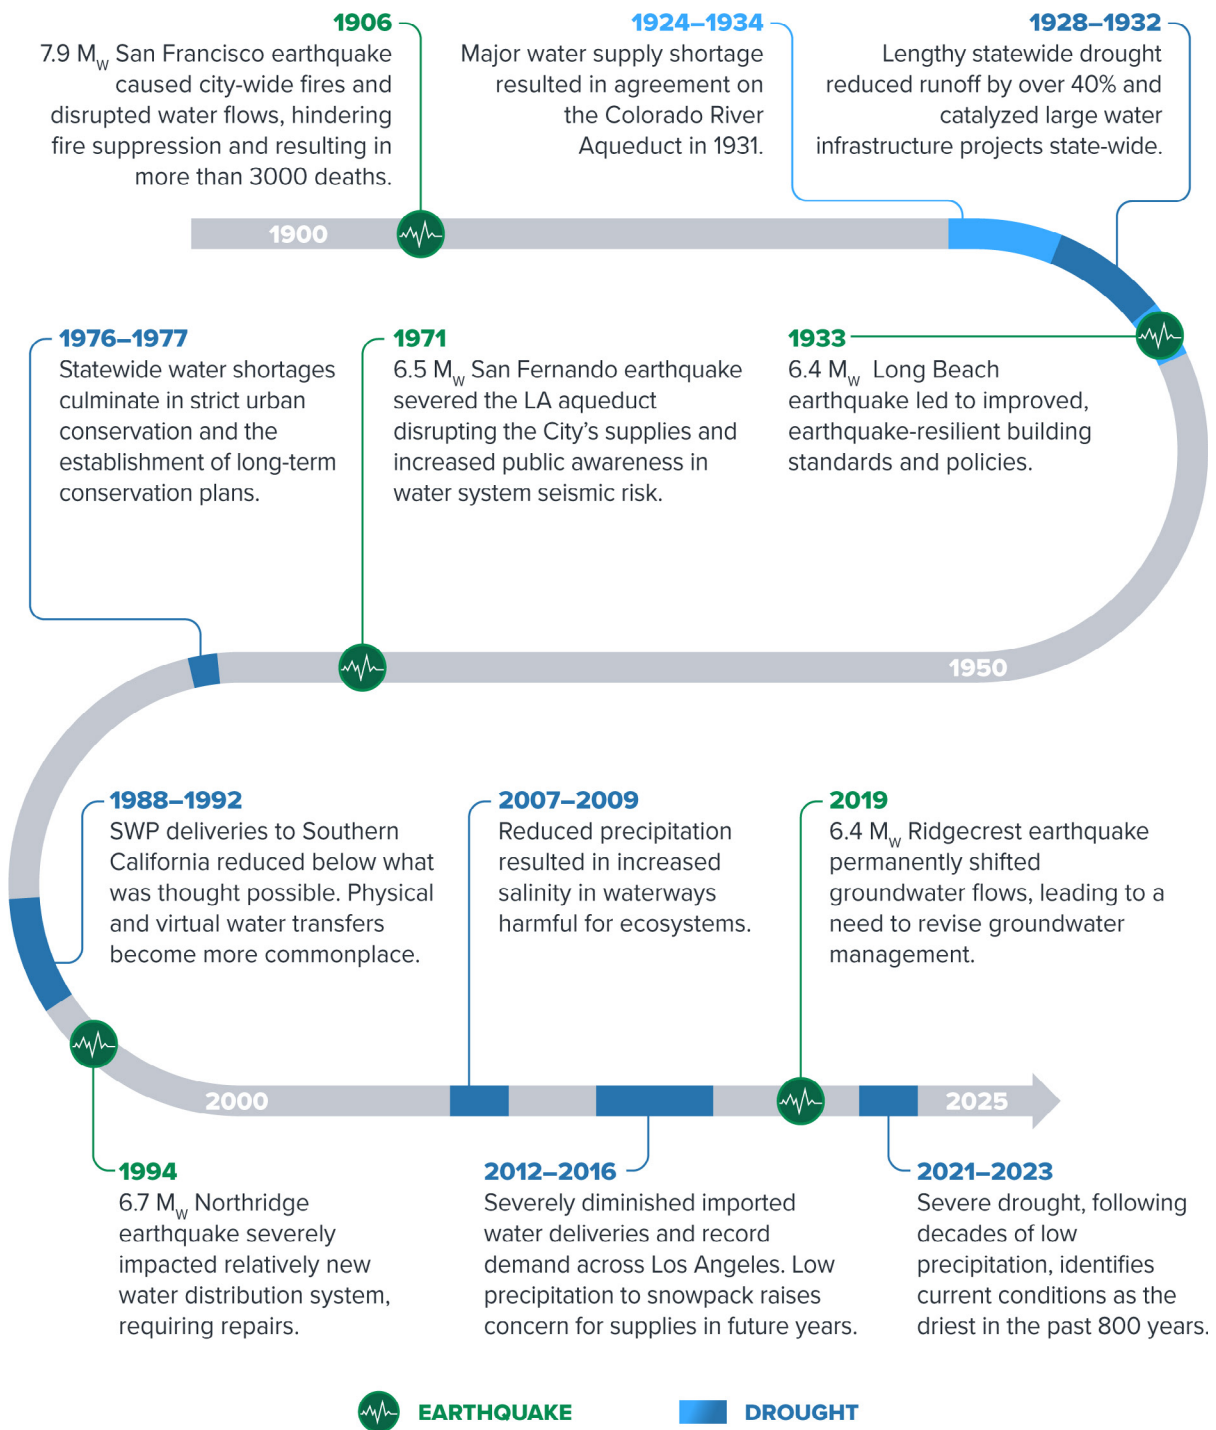 1906
7.9 Mw San Francisco earthquake
caused city-wide fires and
disrupted water flows, hindering
fire suppression and resulting in
more than 3000 deaths.
1924–1934
Major water supply shortage
resulted in agreement on
the Colorado River
Aqueduct in 1931.
1928–1932
Lengthy statewide drought
reduced runoff by over 40% and
catalyzed large water
infrastructure projects state-wide.
1900
1976–1977
Statewide water shortages
culminate in strict urban
conservation and the
establishment of long-term
conservation plans.
1971
6.5 Mw San Fernando earthquake
severed the LA aqueduct
disrupting the City’s supplies and
increased public awareness in
water system seismic risk.
1933
6.4 Mw Long Beach
earthquake led to improved,
earthquake-resilient building
standards and policies.
1950
1988–1992
SWP deliveries to Southern
California reduced below what
was thought possible. Physical
and virtual water transfers
become more commonplace.
2007–2009
Reduced precipitation
resulted in increased
salinity in waterways
harmful for ecosystems.
2019
6.4 Mw Ridgecrest earthquake
permanently shifted
groundwater flows, leading to a
need to revise groundwater
management.
2000
2025
1994
6.7 Mw Northridge
earthquake severely
impacted relatively new
water distribution system,
requiring repairs.
2012–2016
Severely diminished imported
water deliveries and record
demand across Los Angeles. Low
precipitation to snowpack raises
concern for supplies in future years.
2021–2023
Severe drought, following
decades of low
precipitation, identifies
current conditions as the
driest in the past 800 years.
EARTHQUAKE
DROUGHT